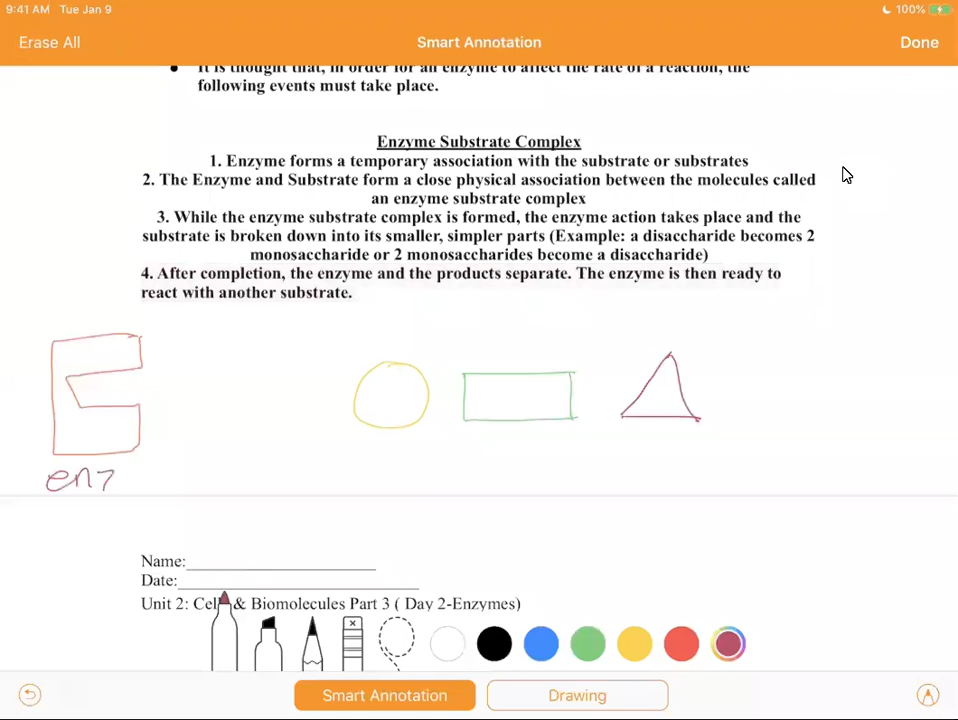 9:41 AM Tue Jan 9
100%
Erase All
Smart Annotation
Done
It is thought that, in order for an enzyme to affect the rate of a reaction, the
following events must take place.
Enzyme Substrate Complex
1. Enzyme forms a temporary association with the substrate or substrates
2. The Enzyme and Substrate form a close physical association between the molecules called
an enzyme substrate complex
3. While the enzyme substrate complex is formed, the enzyme action takes place and the
substrate is broken down into its smaller, simpler parts (Example: a disaccharide becomes 2
monosaccharide or 2 monosaccharides become a disaccharide)
4. After completion, the enzyme and the products separate. The enzyme is then ready to
react with another substrate.
enz
Name:
Date:
Unit 2: Cells & Biomolecules Part 3 ( Day 2-Enzymes)
Smart Annotation
Drawing